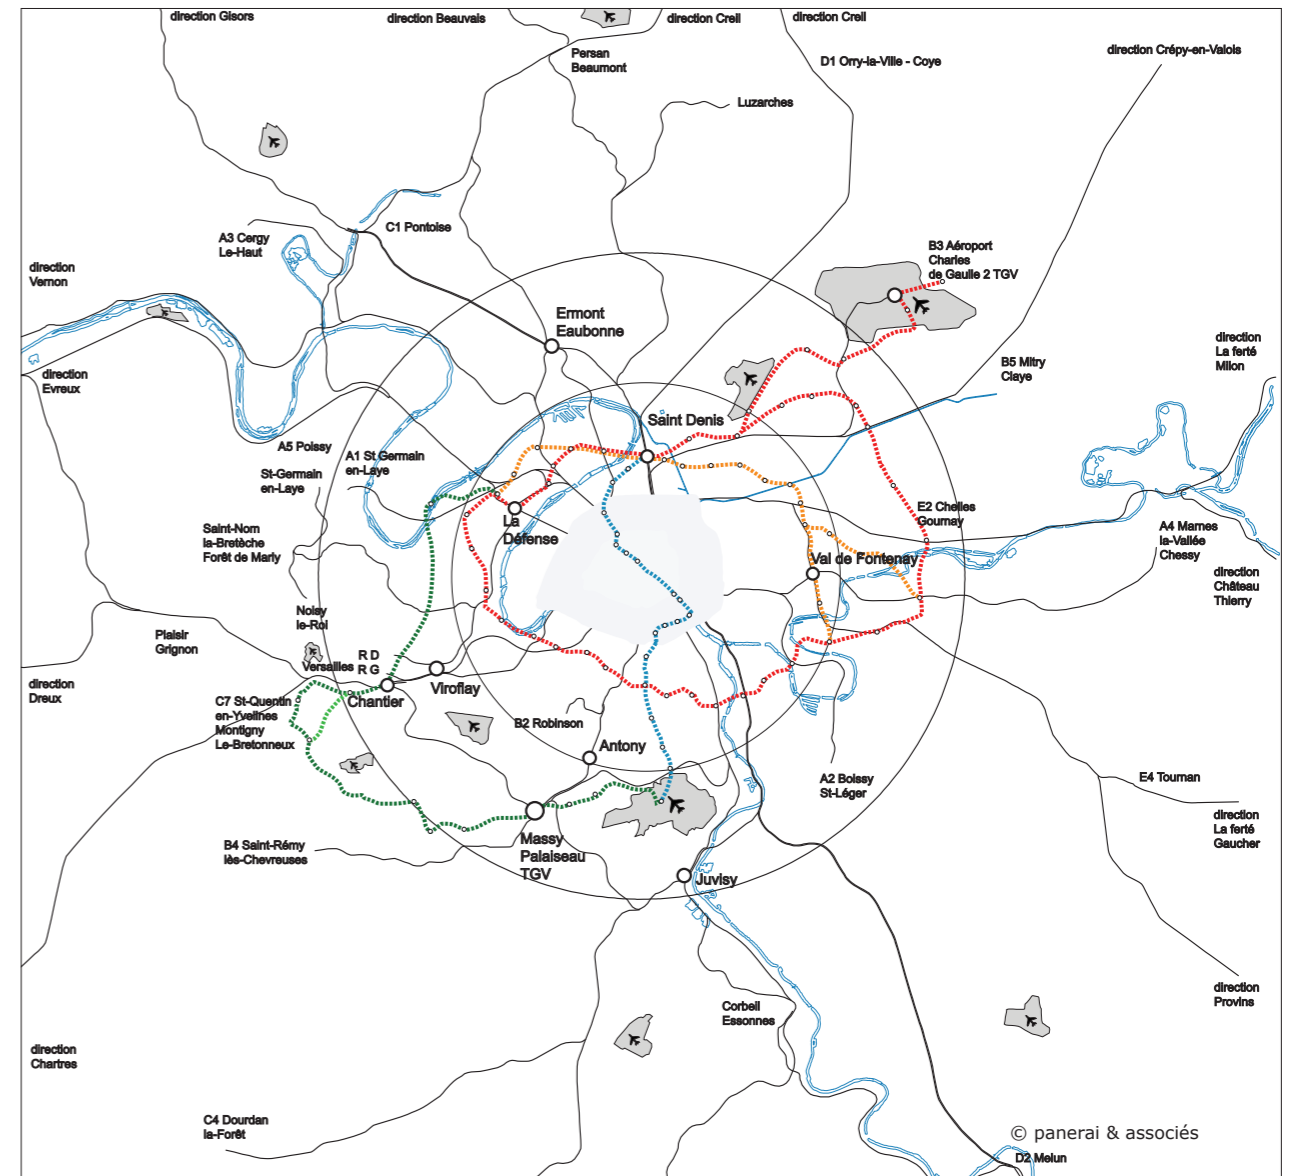 direction Gisors
direction Beauvais
direction Creil
direction Creil
Persan
Beaumont
D1 Orry-la-Ville - Coye
direction Crépy-en-Valois
Luzarches
A3 Cergy
Le-Haut
C1 Pontoise
B3 Aéroport
Charles
de Gaulle 2 TGV
direction
Vernon
Ermont
Eaubonne
direction
La ferté
Milon
direction
Evreux
B5 Mitry
Claye
Saint Denis
A5 Poissy
A1 St Germain
en-Laye
St-Germain
en-Laye
La
Défense
E2 Chelles
Gournay
Saint-Nom
la-Bretèche
Forêt de Marly
A4 Marnes
la-Vallée
Chessy
Val de Fontenay
direction
Château
Thierry
Noisy
le-Roi
Plaisir
Grignon
R D
R G
Versailles
Viroflay
Chantier
direction
Dreux
C7 St-Quentin
en-Yvelines
Montigny
Le-Bretonneux
B2 Robinson
Antony
A2 Boissy
St-Léger
E4 Tournan
direction
La ferté
Gaucher
B4 Saint-Rémy
lès-Chevreuses
Massy
Palaiseau
TGV
Juvisy
direction
Provins
Corbeil
Essonnes
direction
Chartres
C4 Dourdan
la-Forêt
© panerai & associés
D2 Melun